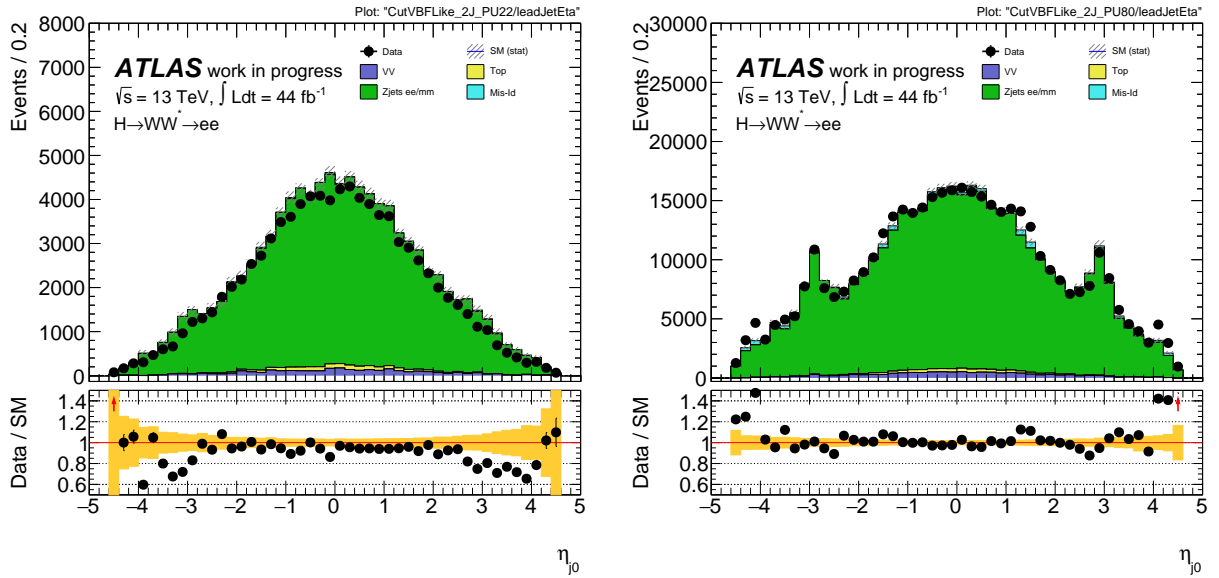 Plot: "CutVBFLike_2J_PU22/leadJetEta"
Events / 0.2
8000
7000
6000
5000
4000
3000
2000
1000
0
ATLAS work in progress
√s = 13 TeV, ∫ Ldt = 44 fb⁻¹
H→WW*→ee
Data
SM (stat)
VV
Top
Zjets ee/mm
Mis-Id
Data / SM
1.4
1.2
1
0.8
0.6
−5 −4 −3 −2 −1 0 1 2 3 4 5
η_j0
Plot: "CutVBFLike_2J_PU80/leadJetEta"
Events / 0.2
30000
25000
20000
15000
10000
5000
0
ATLAS work in progress
√s = 13 TeV, ∫ Ldt = 44 fb⁻¹
H→WW*→ee
Data
SM (stat)
VV
Top
Zjets ee/mm
Mis-Id
Data / SM
1.4
1.2
1
0.8
0.6
−5 −4 −3 −2 −1 0 1 2 3 4 5
η_j0